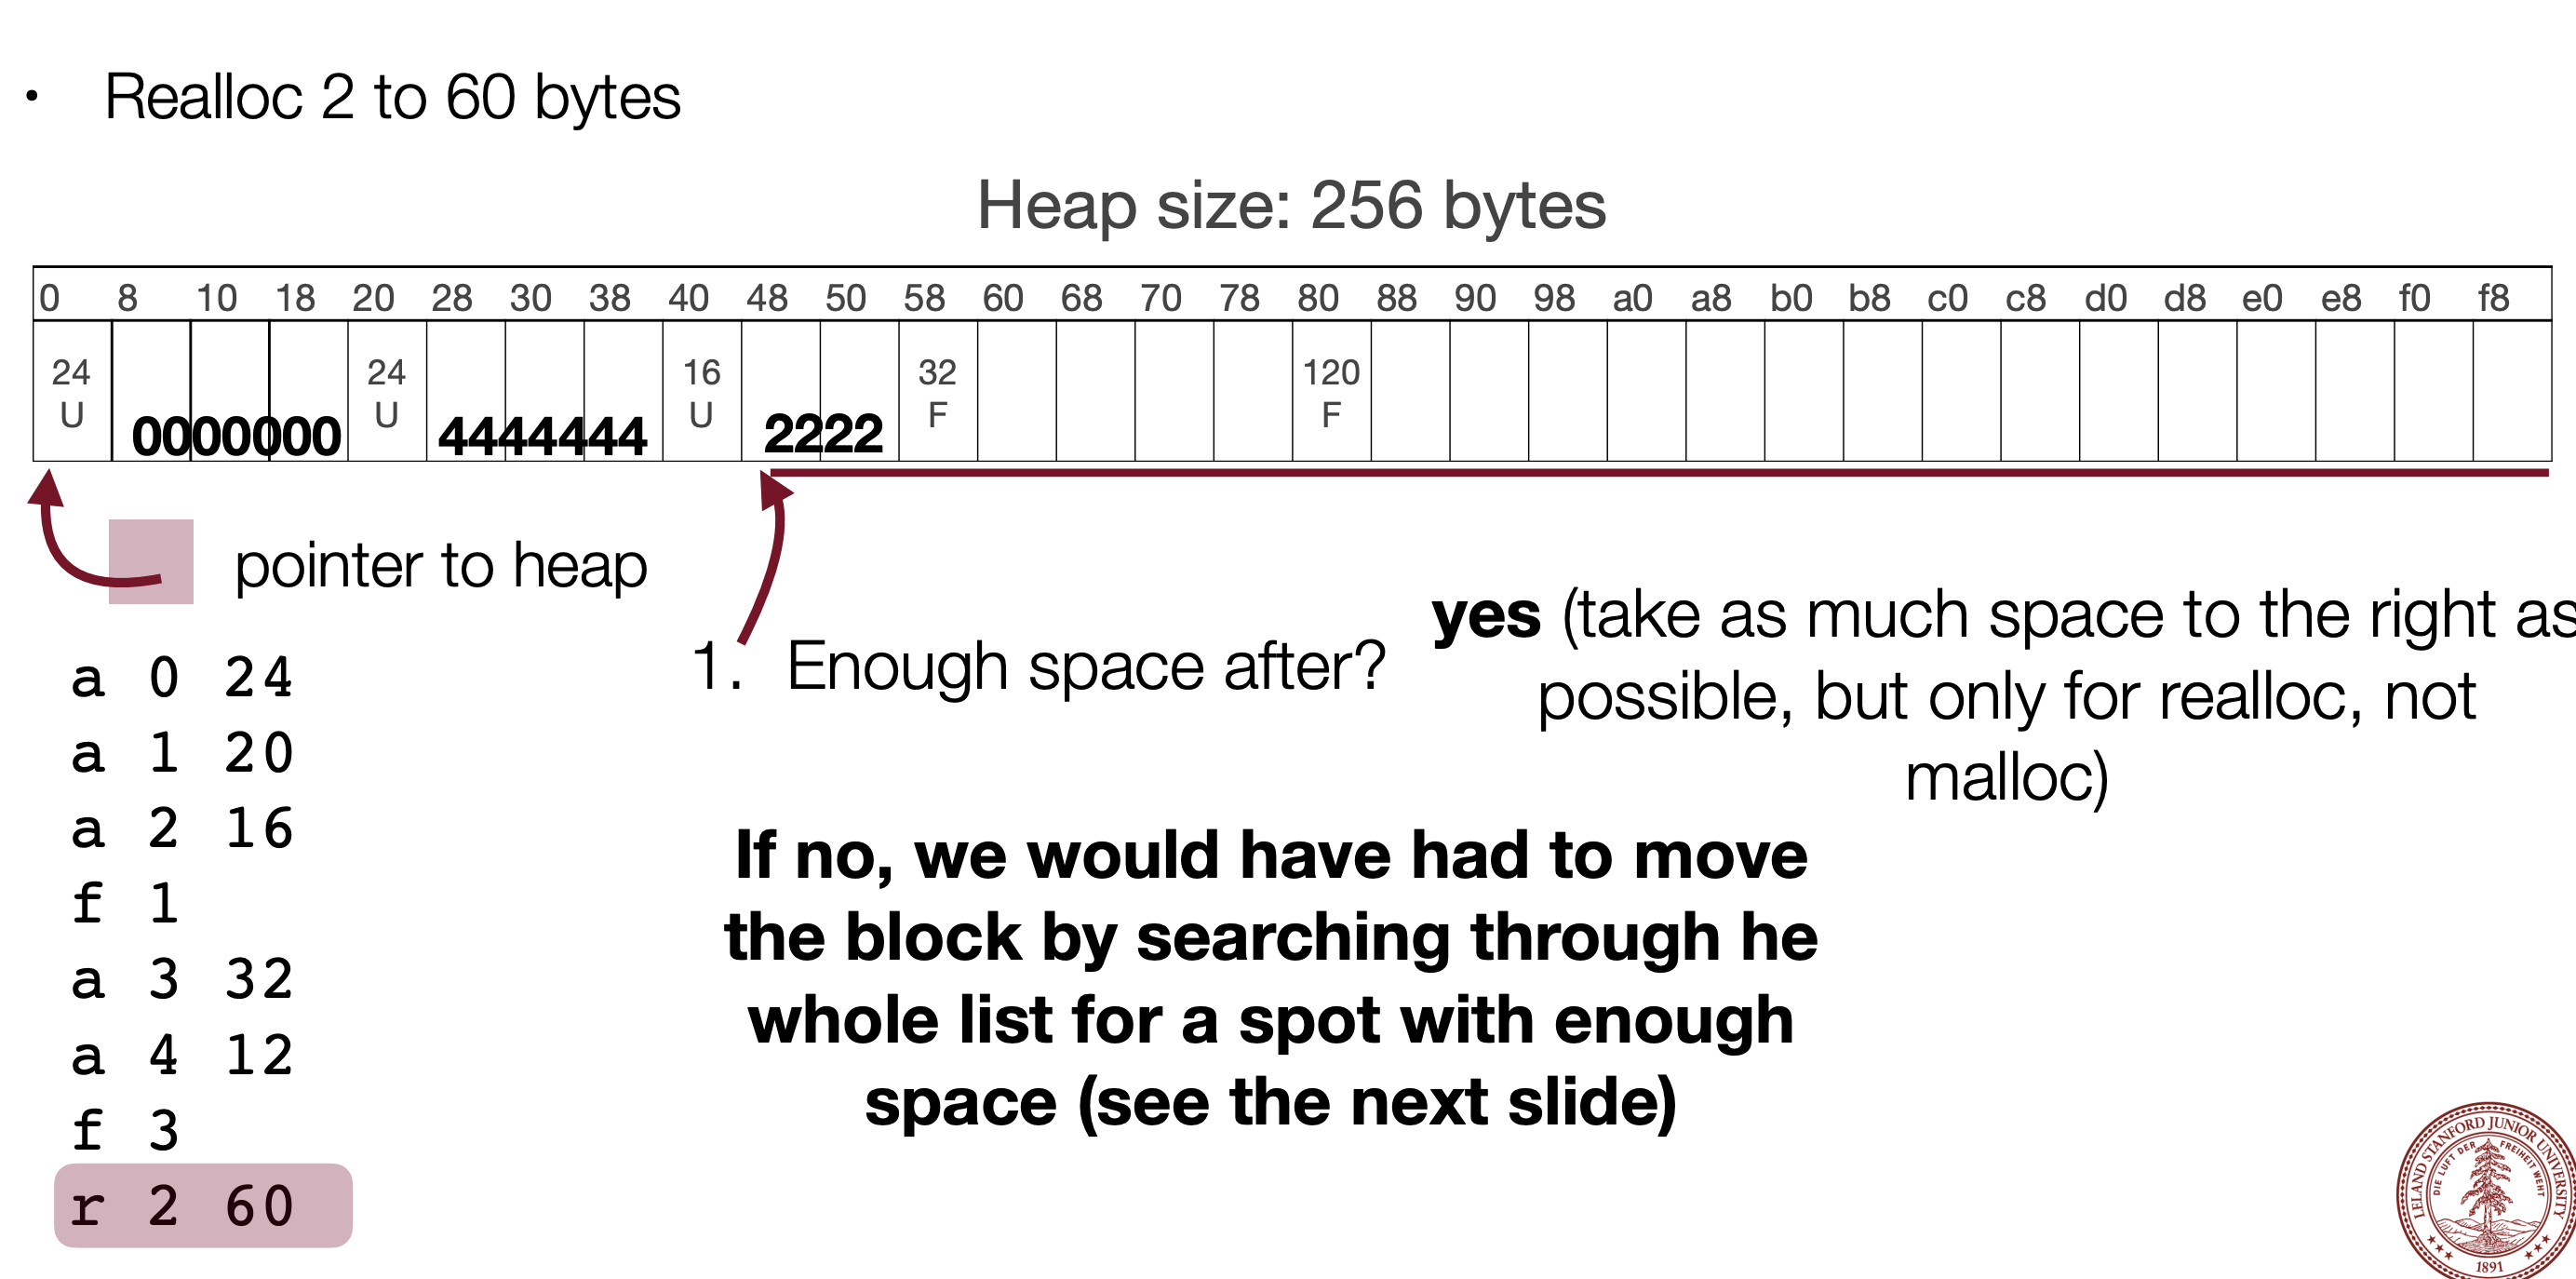 • Realloc 2 to 60 bytes
Heap size: 256 bytes
0 8 10 18 20 28 30 38 40 48 50 58 60 68 70 78 80 88 90 98 a0 a8 b0 b8 c0 c8 d0 d8 e0 e8 f0 f8
24 24 16 32 120
U U U F F
0000000 4444444 2222
pointer to heap
1. Enough space after?
yes (take as much space to the right as
possible, but only for realloc, not
malloc)
If no, we would have had to move
the block by searching through he
whole list for a spot with enough
space (see the next slide)
a 0 24
a 1 20
a 2 16
f 1
a 3 32
a 4 12
f 3
r 2 60
LELAND STANFORD JUNIOR UNIVERSITY
DIE LUFT DER FREIHEIT WEHT
1891